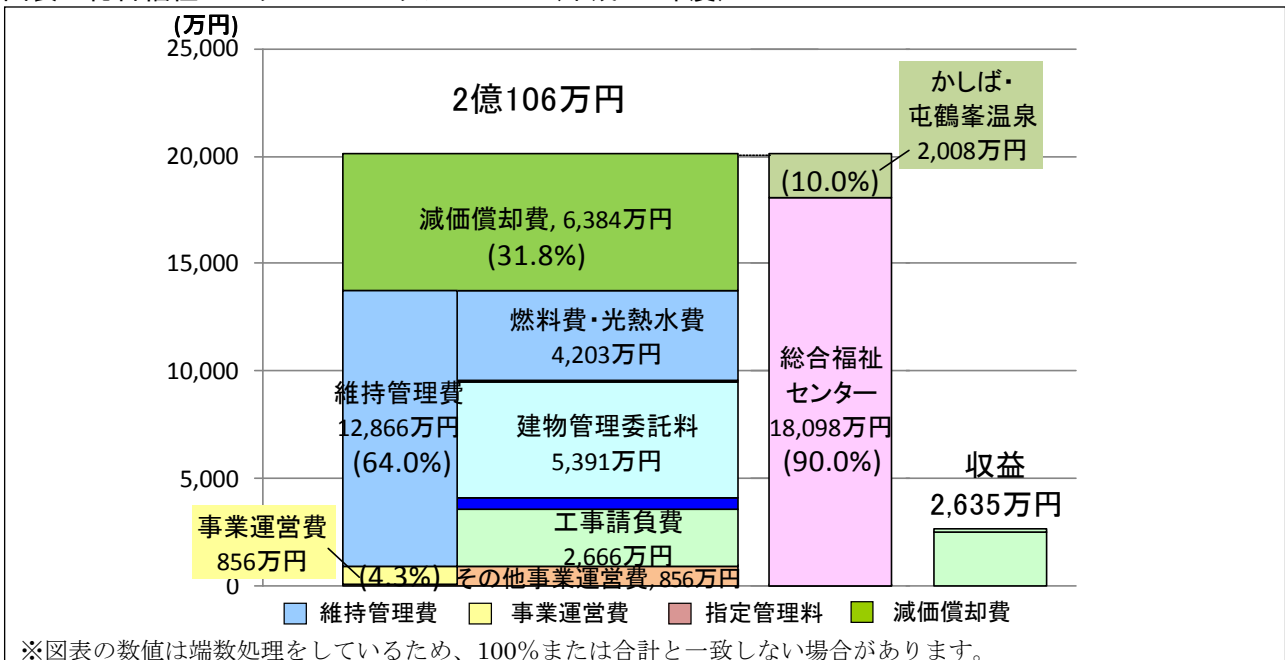 (万円)
25,000
20,000
15,000
10,000
5,000
0
2億106万円
減価償却費, 6,384万円
(31.8%)
維持管理費
12,866万円
(64.0%)
燃料費・光熱水費
4,203万円
建物管理委託料
5,391万円
工事請負費
2,666万円
事業運営費
856万円
(4.3%)
その他事業運営費, 856万円
かしば・
屯鶴峯温泉
2,008万円
(10.0%)
総合福祉
センター
18,098万円
(90.0%)
収益
2,635万円
維持管理費 事業運営費 指定管理料 減価償却費
※図表の数値は端数処理をしているため、100%または合計と一致しない場合があります。